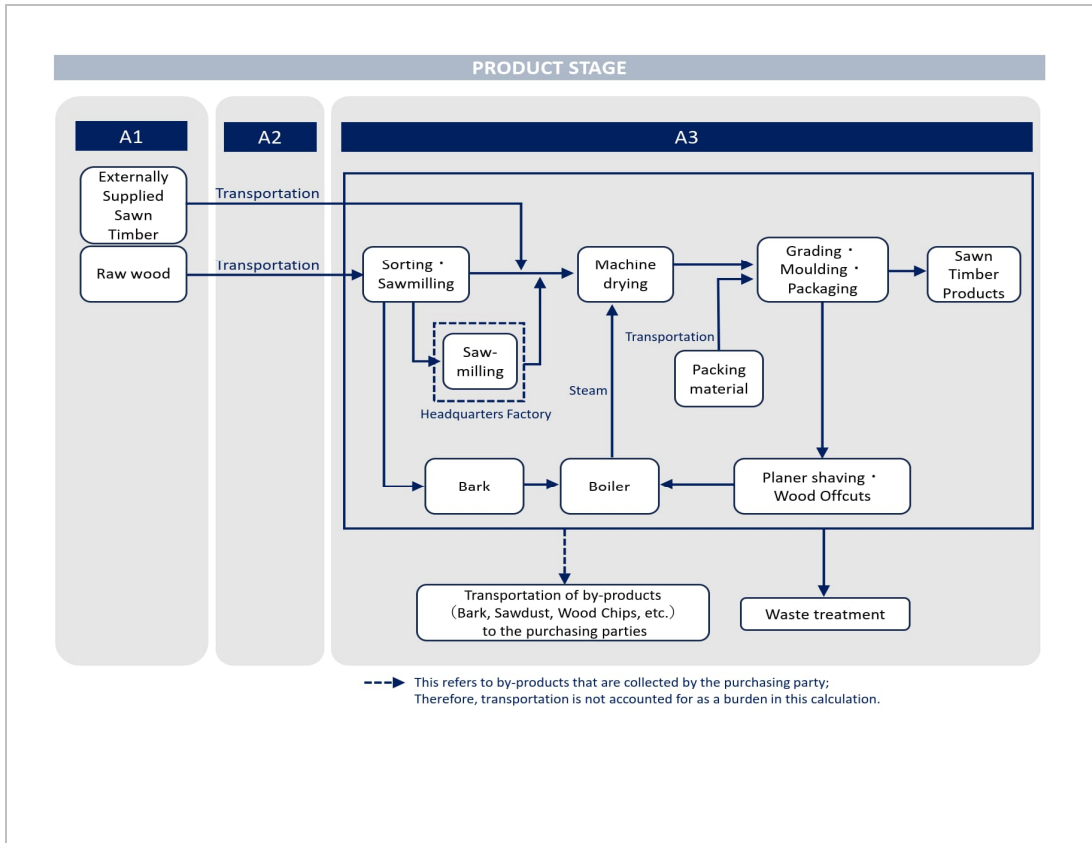 PRODUCT STAGE
A1
A2
A3
Externally
Supplied
Sawn
Timber
Transportation
Raw wood
Transportation
Sorting・
Sawmilling
Machine
drying
Grading・
Moulding・
Packaging
Sawn
Timber
Products
Saw-
milling
Headquarters Factory
Transportation
Packing
material
Steam
Bark
Boiler
Planer shaving・
Wood Offcuts
Transportation of by-products
（Bark, Sawdust, Wood Chips, etc.）
to the purchasing parties
Waste treatment
This refers to by-products that are collected by the purchasing party;
Therefore, transportation is not accounted for as a burden in this calculation.